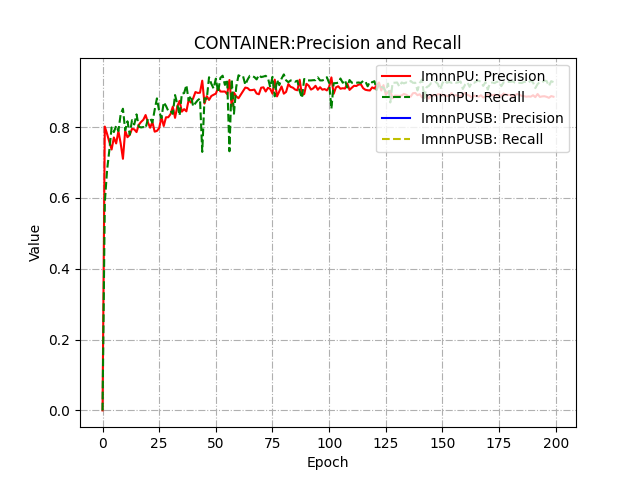 CONTAINER:Precision and Recall
ImnnPU: Precision
ImnnPU: Recall
ImnnPUSB: Precision
ImnnPUSB: Recall
0.8
0.6
0.4
0.2
0.0
Value
0 25 50 75 100 125 150 175 200
Epoch